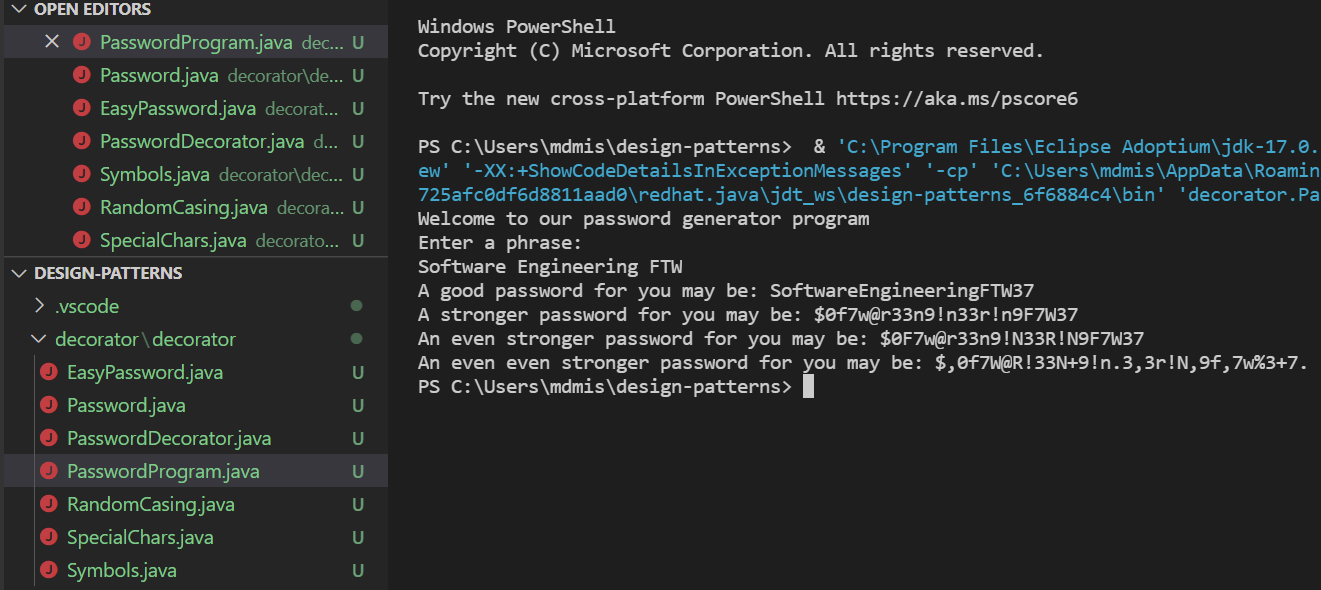 OPEN EDITORS
PasswordProgram.java dec... U
Password.java decorator\de... U
EasyPassword.java decorat... U
PasswordDecorator.java d... U
Symbols.java decorator\dec... U
RandomCasing.java decora... U
SpecialChars.java decorato... U
DESIGN-PATTERNS
.vscode
decorator\decorator
EasyPassword.java U
Password.java U
PasswordDecorator.java U
PasswordProgram.java U
RandomCasing.java U
SpecialChars.java U
Symbols.java U
Windows PowerShell
Copyright (C) Microsoft Corporation. All rights reserved.
Try the new cross-platform PowerShell https://aka.ms/pscore6
PS C:\Users\mdmis\design-patterns>  & 'C:\Program Files\Eclipse Adoptium\jdk-17.0.
ew' '-XX:+ShowCodeDetailsInExceptionMessages' '-cp' 'C:\Users\mdmis\AppData\Roamin
725afc0df6d8811aad0\redhat.java\jdt_ws\design-patterns_6f6884c4\bin' 'decorator.Pa
Welcome to our password generator program
Enter a phrase:
Software Engineering FTW
A good password for you may be: SoftwareEngineeringFTW37
A stronger password for you may be: $0f7w@r33n9!n33r!n9F7W37
An even stronger password for you may be: $0F7w@r33n9!N33R!N9F7W37
An even even stronger password for you may be: $,0f7W@R!33N+9!n.3,3r!N,9f,7w%3+7.
PS C:\Users\mdmis\design-patterns>